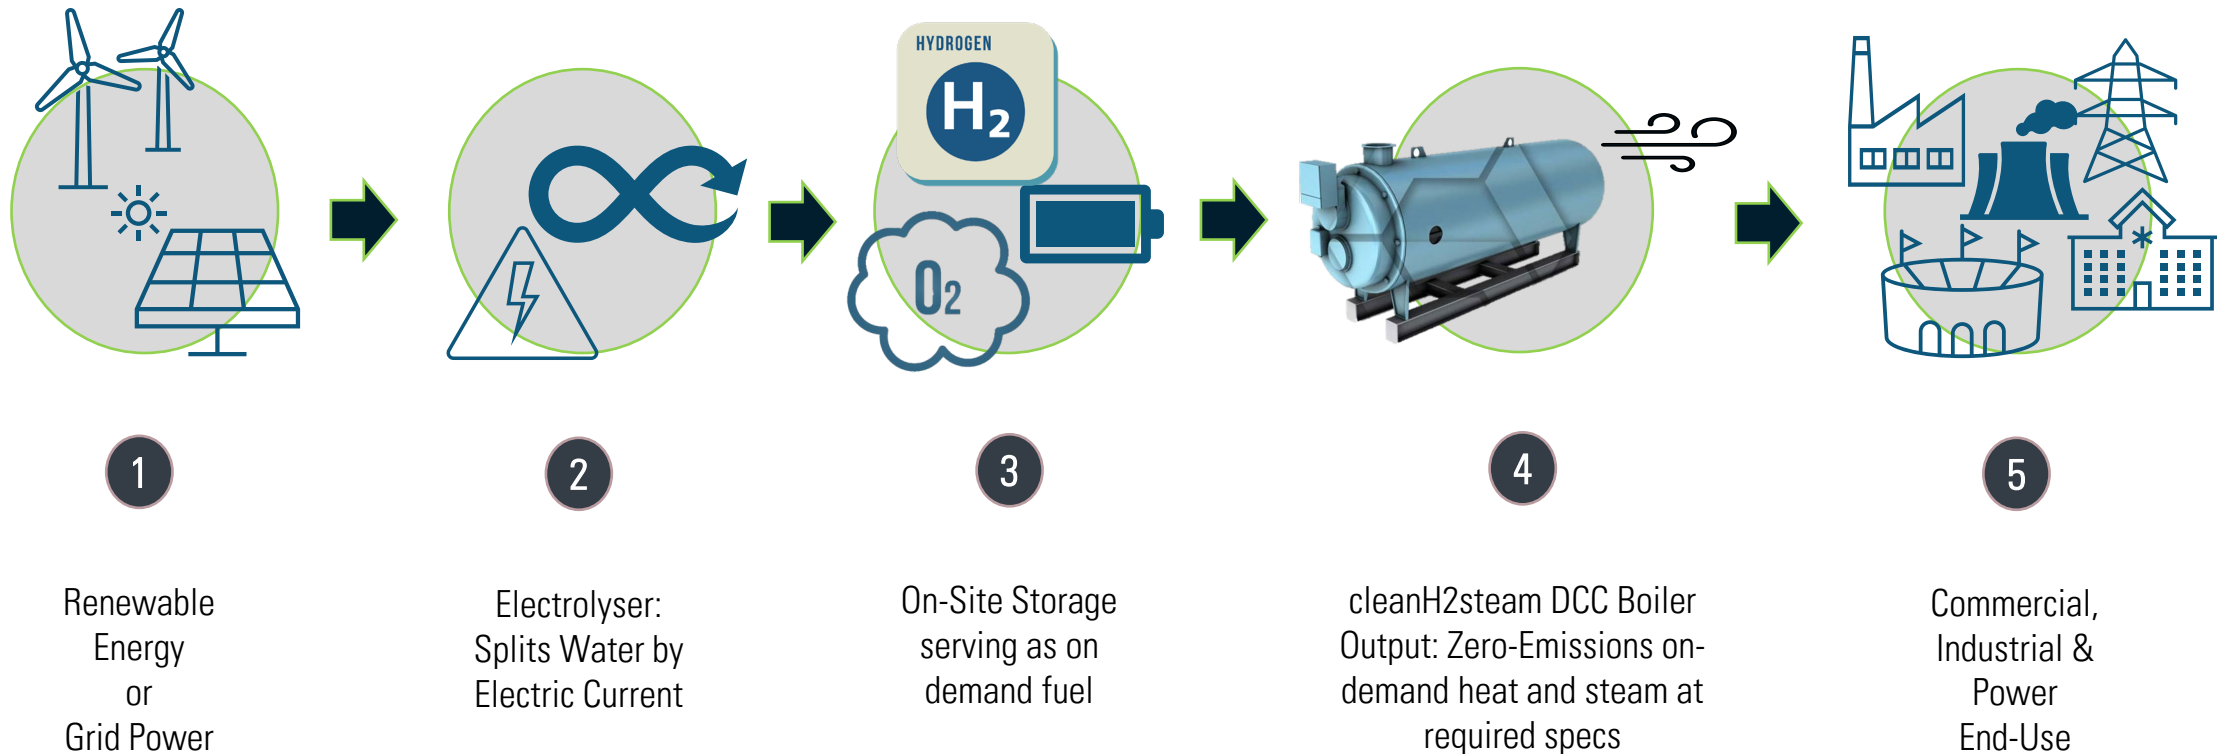 HYDROGEN
H2
O2
1
2
3
4
5
Renewable
Energy
or
Grid Power
Electrolyser:
Splits Water by
Electric Current
On-Site Storage
serving as on
demand fuel
cleanH2steam DCC Boiler
Output: Zero-Emissions on-
demand heat and steam at
required specs
Commercial,
Industrial &
Power
End-Use